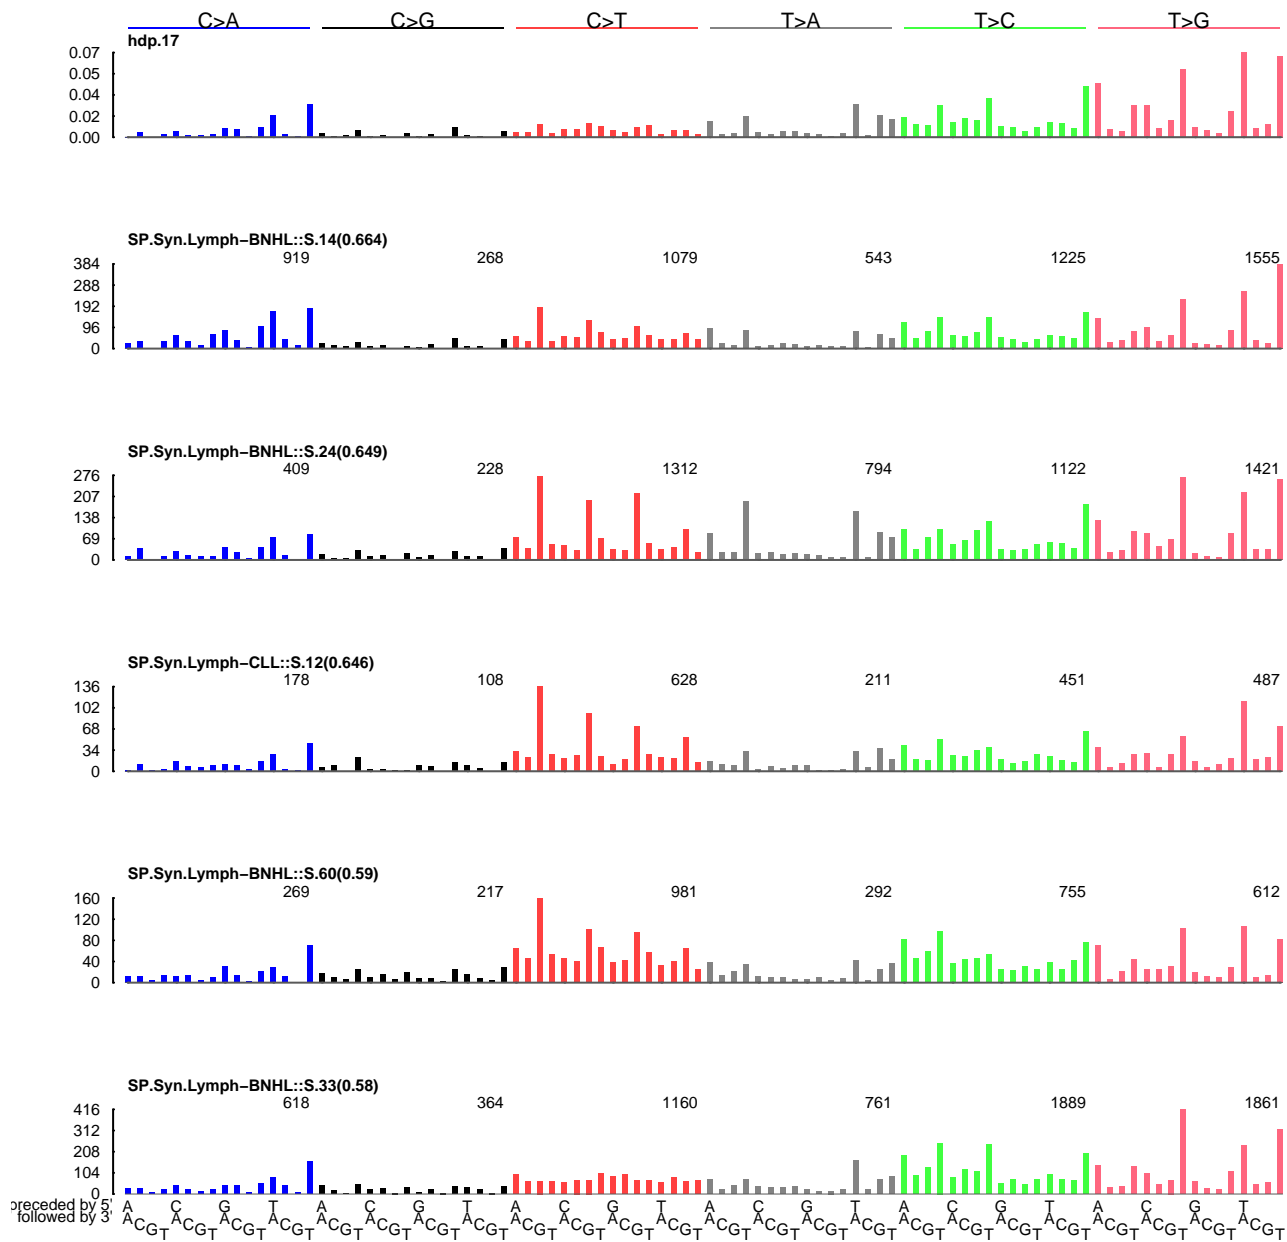 C>A C>G C>T T>A T>C T>G
hdp.17
0.07
0.05
0.04
0.02
0.00
SP.Syn.Lymph−BNHL::S.14(0.664)
919 268 1079 543 1225 1555
384
288
192
96
0
SP.Syn.Lymph−BNHL::S.24(0.649)
409 228 1312 794 1122 1421
276
207
138
69
0
SP.Syn.Lymph−CLL::S.12(0.646)
178 108 628 211 451 487
136
102
68
34
0
SP.Syn.Lymph−BNHL::S.60(0.59)
269 217 981 292 755 612
160
120
80
40
0
SP.Syn.Lymph−BNHL::S.33(0.58)
618 364 1160 761 1889 1861
416
312
208
104
0
preceded by 5' A C G T A C G T A C G T A C G T A C G T A C G T
followed by 3' A C G T A C G T A C G T A C G T A C G T A C G T A C G T A C G T A C G T A C G T A C G T A C G T A C G T A C G T A C G T A C G T A C G T A C G T A C G T A C G T A C G T A C G T A C G T A C G T